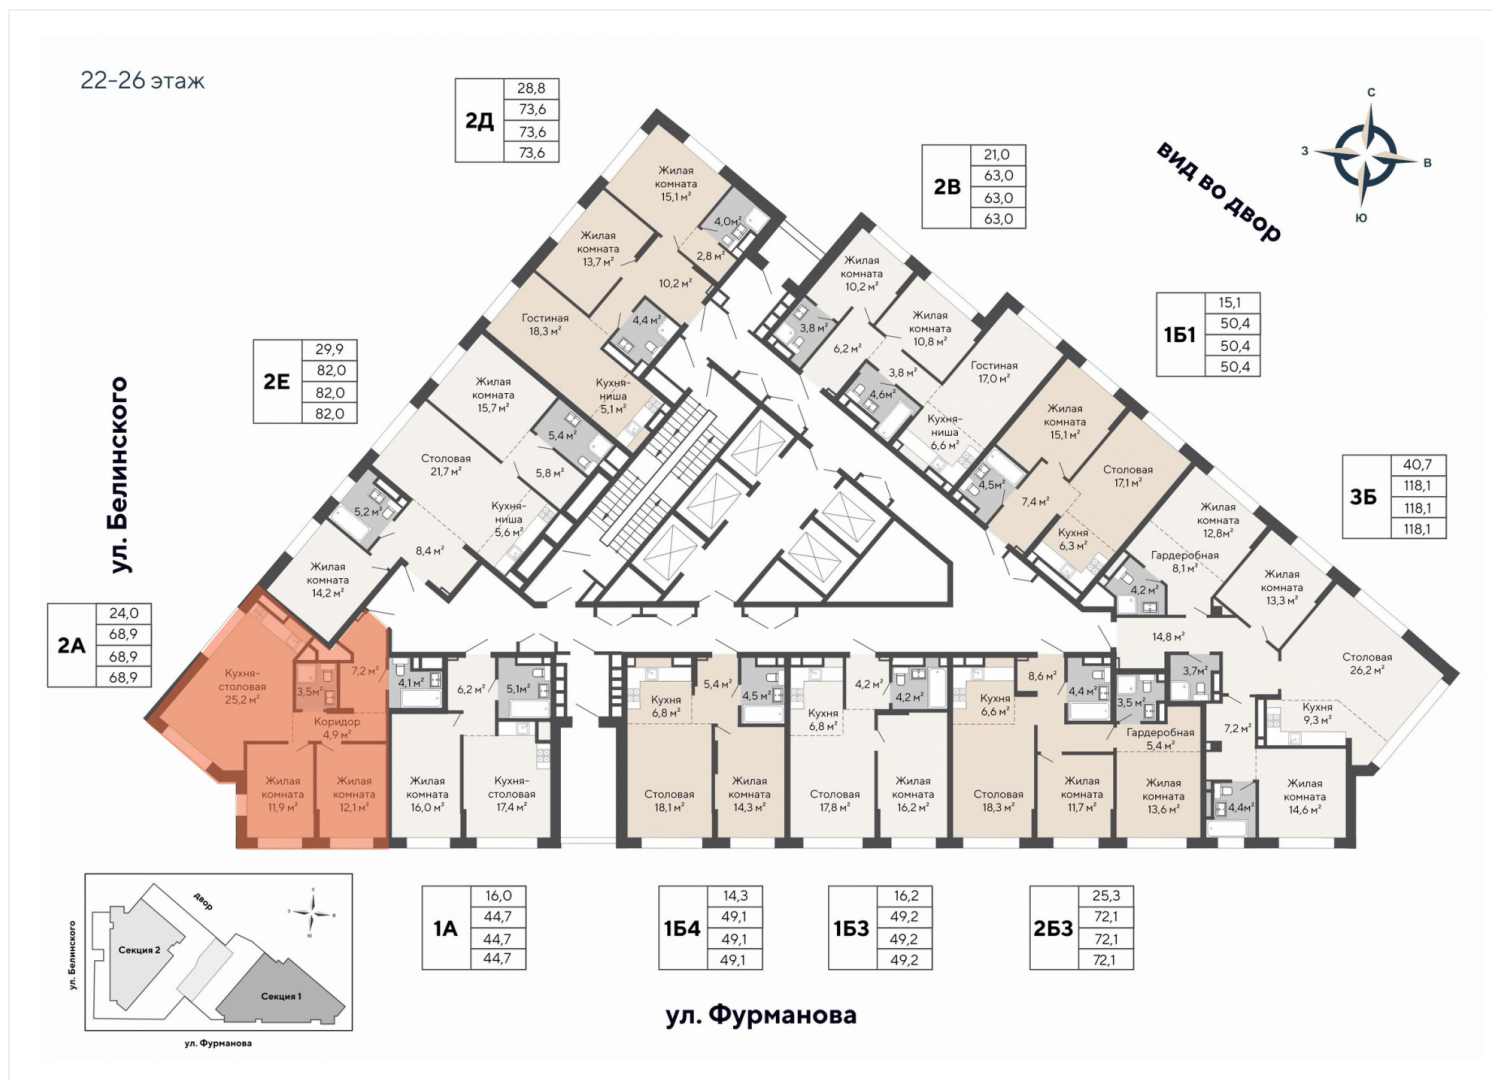 22-26 этаж
2Д
28,8
73,6
73,6
73,6
Жилая
комната
15,1 м²
4,0м²
2,8 м²
Жилая
комната
13,7 м²
10,2 м²
Гостиная
18,3 м²
4,4 м²
Кухня-
ниша
5,1 м²
2В
21,0
63,0
63,0
63,0
вид во двор
С
З
В
Ю
Жилая
комната
10,2 м²
3,8 м²
6,2 м²
Жилая
комната
10,8 м²
3,8 м²
4,6м²
Гостиная
17,0 м²
Кухня-
ниша
6,6 м²
1Б1
15,1
50,4
50,4
50,4
Жилая
комната
15,1 м²
Столовая
17,1 м²
4,5м²
7,4 м²
Кухня
6,3 м²
2Е
29,9
82,0
82,0
82,0
Жилая
комната
15,7 м²
5,4 м²
Столовая
21,7 м²
5,8 м²
Кухня-
ниша
5,6 м²
5,2 м²
8,4 м²
Жилая
комната
14,2 м²
ул. Белинского
3Б
40,7
118,1
118,1
118,1
Жилая
комната
12,8м²
Гардеробная
8,1 м²
4,2 м²
Жилая
комната
13,3 м²
14,8 м²
3,7м²
Столовая
26,2 м²
Кухня
9,3 м²
7,2 м²
4,4м²
Жилая
комната
14,6 м²
2А
24,0
68,9
68,9
68,9
Кухня-
столовая
25,2 м²
7,2 м²
3,5м²
Коридор
4,9 м²
Жилая
комната
11,9 м²
Жилая
комната
12,1 м²
4,1 м²
6,2 м²
5,1м²
Жилая
комната
16,0 м²
Кухня-
столовая
17,4 м²
Кухня
6,8 м²
5,4 м²
4,5 м²
Столовая
18,1 м²
Жилая
комната
14,3 м²
Кухня
6,8 м²
4,2 м²
4,2 м²
Столовая
17,8 м²
Жилая
комната
16,2 м²
Кухня
6,6 м²
8,6 м²
4,4 м²
3,5 м²
Гардеробная
5,4 м²
Столовая
18,3 м²
Жилая
комната
11,7 м²
Жилая
комната
13,6 м²
1А
16,0
44,7
44,7
44,7
1Б4
14,3
49,1
49,1
49,1
1Б3
16,2
49,2
49,2
49,2
2Б3
25,3
72,1
72,1
72,1
ул. Фурманова
двор
С
З
В
Ю
Секция 2
Секция 1
ул. Белинского
ул. Фурманова